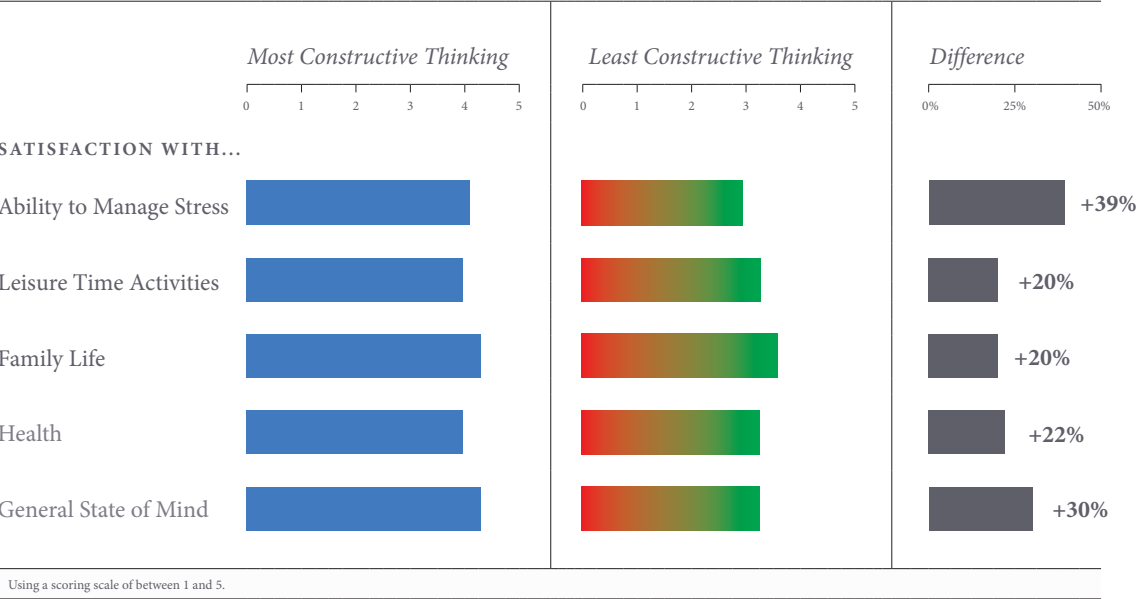 Most Constructive Thinking
Least Constructive Thinking
Difference
0 1 2 3 4 5
0 1 2 3 4 5
0% 25% 50%
SATISFACTION WITH...
Ability to Manage Stress
+39%
Leisure Time Activities
+20%
Family Life
+20%
Health
+22%
General State of Mind
+30%
Using a scoring scale of between 1 and 5.